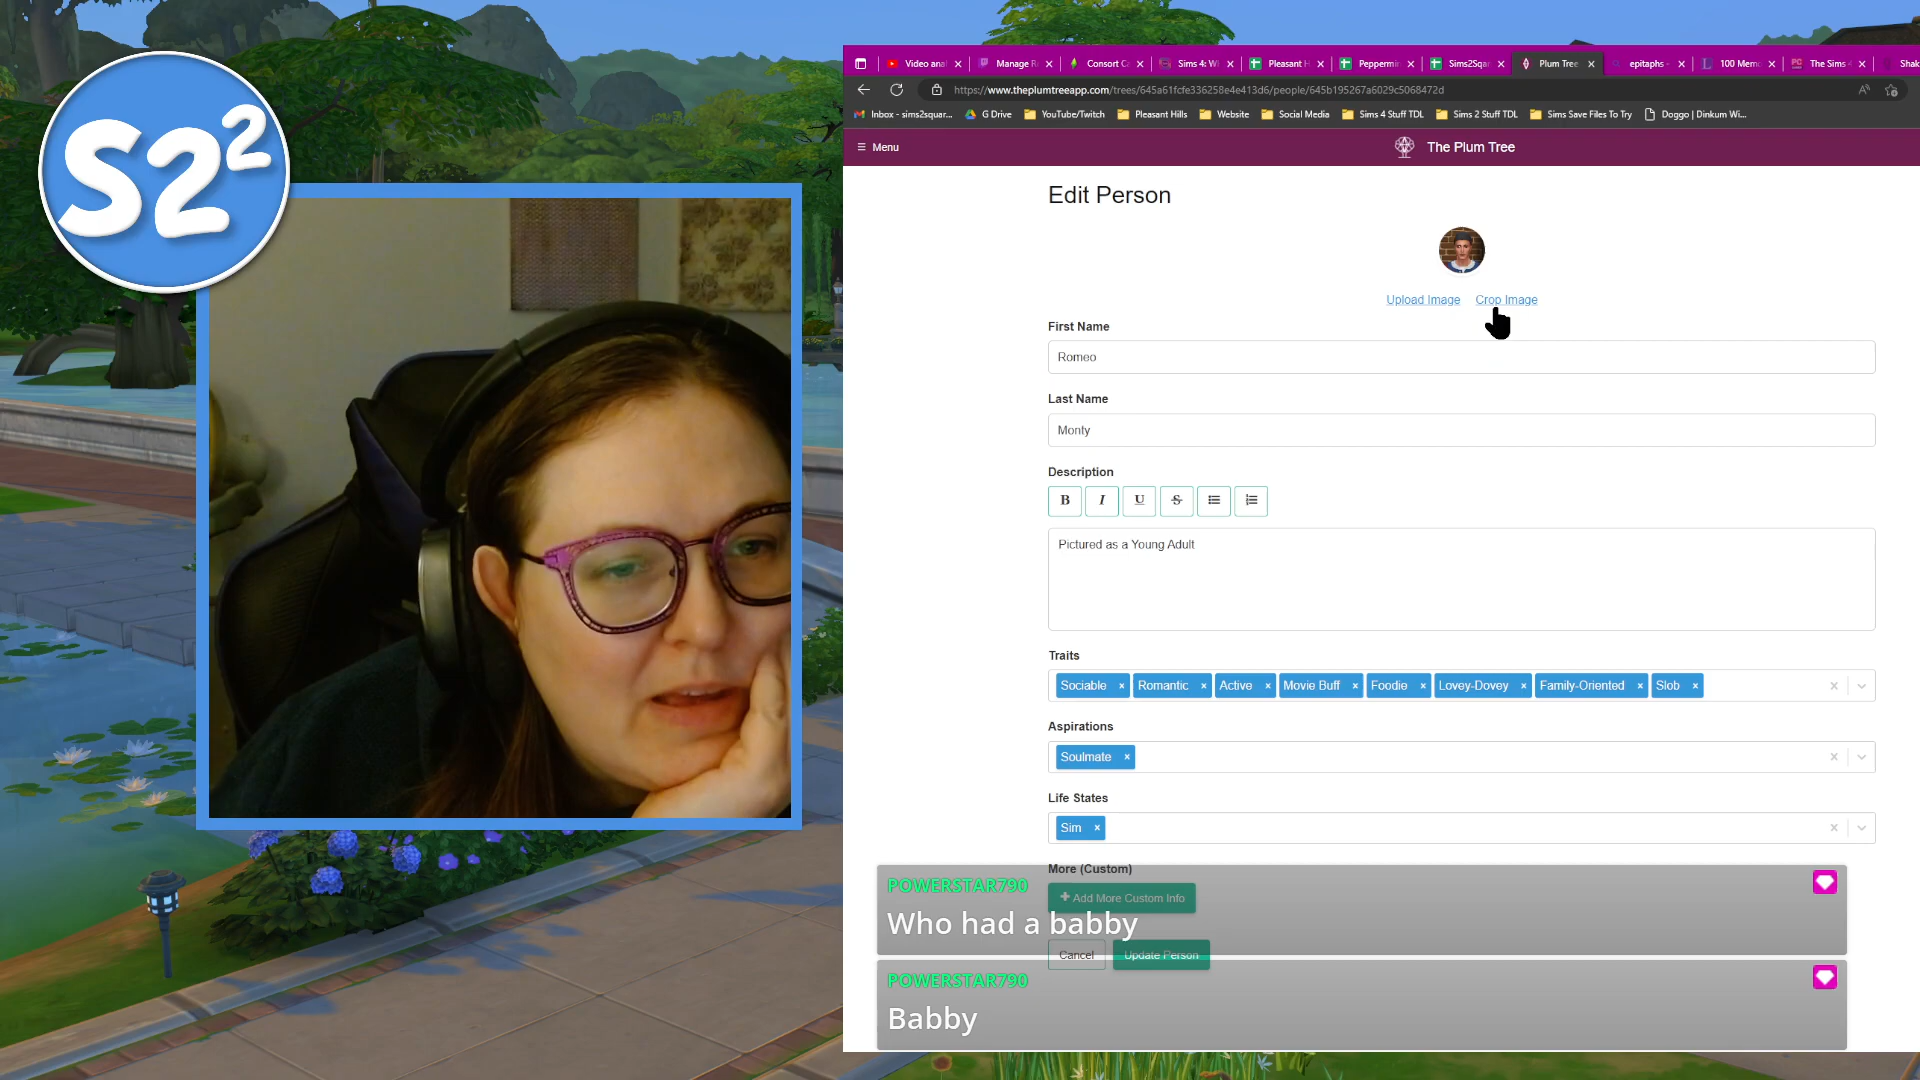 S2²
Video anal
Manage R
Consort C
Sims 4: W
Pleasant H
Peppermin
Sims2Squar
Plum Tree
epitaphs -
100 Mem
The Sims 4
Shak
https://www.theplumtreeapp.com/trees/645a61fcfe336258e4e413d6/people/645b195267a6029c5068472d
Inbox - sims2squar...
G Drive
YouTube/Twitch
Pleasant Hills
Website
Social Media
Sims 4 Stuff TDL
Sims 2 Stuff TDL
Sims Save Files To Try
Doggo | Dinkum Wi...
Menu
The Plum Tree
Edit Person
Upload Image Crop Image
First Name
Romeo
Last Name
Monty
Description
B I U S
Pictured as a Young Adult
Traits
Sociable × Romantic × Active × Movie Buff × Foodie × Lovey-Dovey × Family-Oriented × Slob ×
Aspirations
Soulmate ×
Life States
Sim ×
More (Custom)
POWERSTAR790
+ Add More Custom Info
Who had a babby
Cancel Update Person
POWERSTAR790
Babby